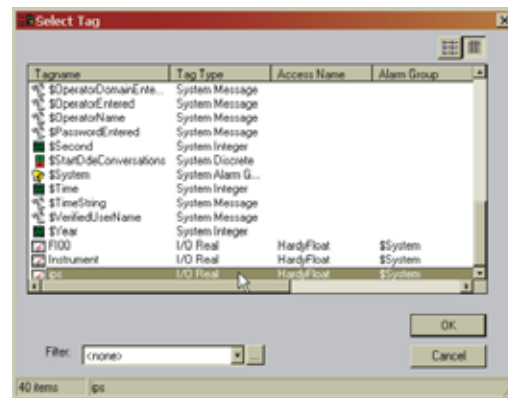 Select Tag
Tagname Tag Type Access Name Alarm Group
$OperatorDomainEnte... System Message
$OperatorEntered System Message
$OperatorName System Message
$PasswordEntered System Message
$Second System Integer
$StartDdeConversations System Discrete
$System System Alarm G...
$Time System Integer
$TimeString System Message
$VerifiedUserName System Message
$Year System Integer
FI00 I/O Real HardyFloat $System
Instrument I/O Real HardyFloat $System
ips I/O Real HardyFloat $System
OK
Filter: <none> ...
Cancel
40 items ips